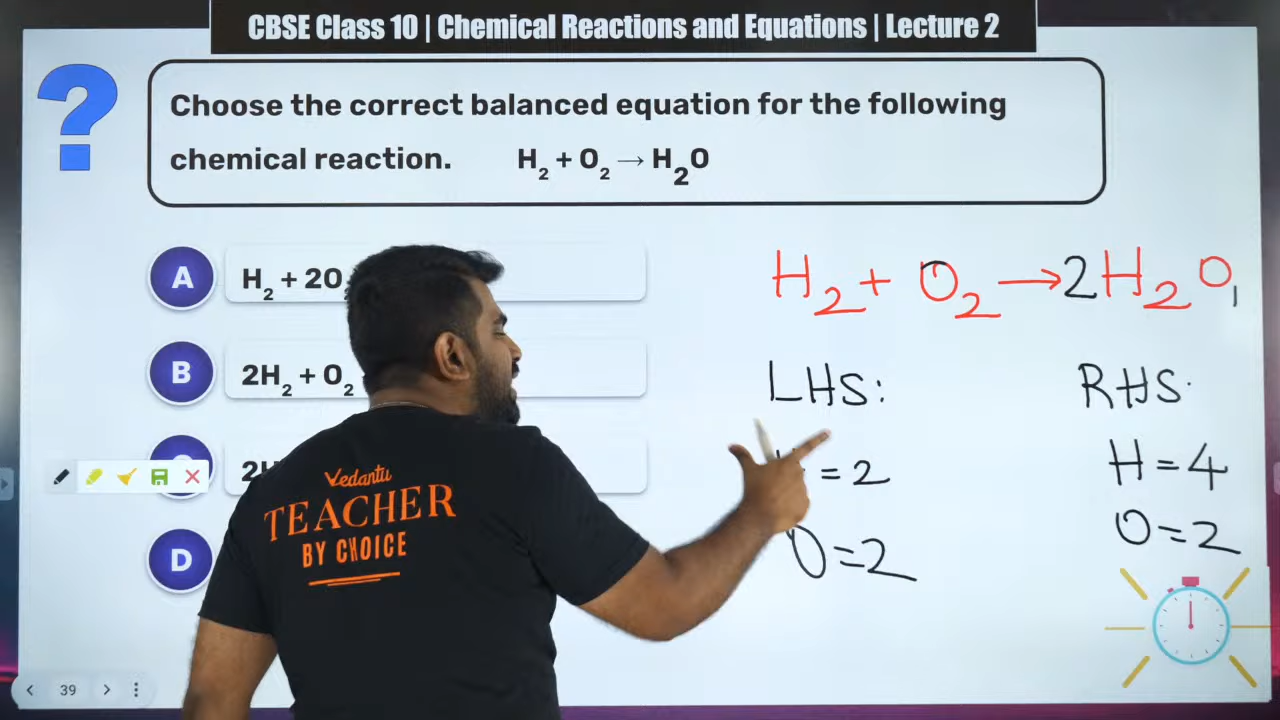 CBSE Class 10 | Chemical Reactions and Equations | Lecture 2
?
Choose the correct balanced equation for the following
chemical reaction. H₂ + O₂ → H₂O
A H₂ + 2O
B 2H₂ + O₂
2
D
H₂ + O₂ → 2H₂O₁
LHS:
= 2
O = 2
RHS:
H = 4
O = 2
Vedantu
TEACHER
BY CHOICE
39